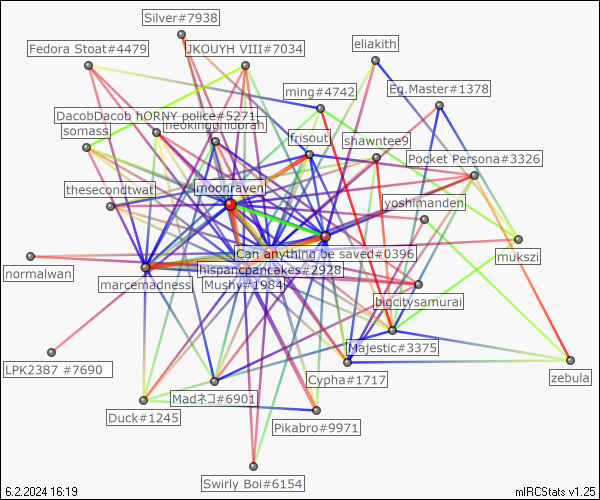 Silver#7938
Fedora Stoat#4479
JKOUYH VIII#7034
eliakith
ming#4742
Eg.Master#1378
DacobDacob hORNY police#5271
neokingghidorah
somass
frisout
shawntee9
Pocket Persona#3326
thesecondtwat
moonraven
yoshimanden
Can anything be saved#0396
mukszi
normalwan
hispancpancakes#2928
marcemadness
Mushy#1984
bigcitysamurai
Majestic#3375
LPK2387 #7690
Cypha#1717
zebula
Madネコ#6901
Duck#1245
Pikabro#9971
Swirly Boi#6154
6.2.2024 16:19
mIRCStats v1.25